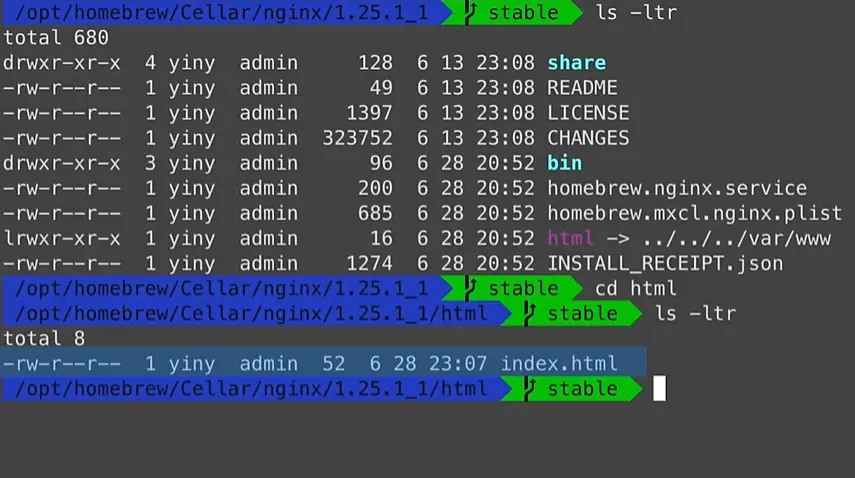 /opt/homebrew/Cellar/nginx/1.25.1_1 stable ls -ltr
total 680
drwxr-xr-x 4 yiny admin 128 6 13 23:08 share
-rw-r--r-- 1 yiny admin 49 6 13 23:08 README
-rw-r--r-- 1 yiny admin 1397 6 13 23:08 LICENSE
-rw-r--r-- 1 yiny admin 323752 6 13 23:08 CHANGES
drwxr-xr-x 3 yiny admin 96 6 28 20:52 bin
-rw-r--r-- 1 yiny admin 200 6 28 20:52 homebrew.nginx.service
-rw-r--r-- 1 yiny admin 685 6 28 20:52 homebrew.mxcl.nginx.plist
lrwxr-xr-x 1 yiny admin 16 6 28 20:52 html -> ../../../var/www
-rw-r--r-- 1 yiny admin 1274 6 28 20:52 INSTALL_RECEIPT.json
/opt/homebrew/Cellar/nginx/1.25.1_1 stable cd html
/opt/homebrew/Cellar/nginx/1.25.1_1/html stable ls -ltr
total 8
-rw-r--r-- 1 yiny admin 52 6 28 23:07 index.html
/opt/homebrew/Cellar/nginx/1.25.1_1/html stable